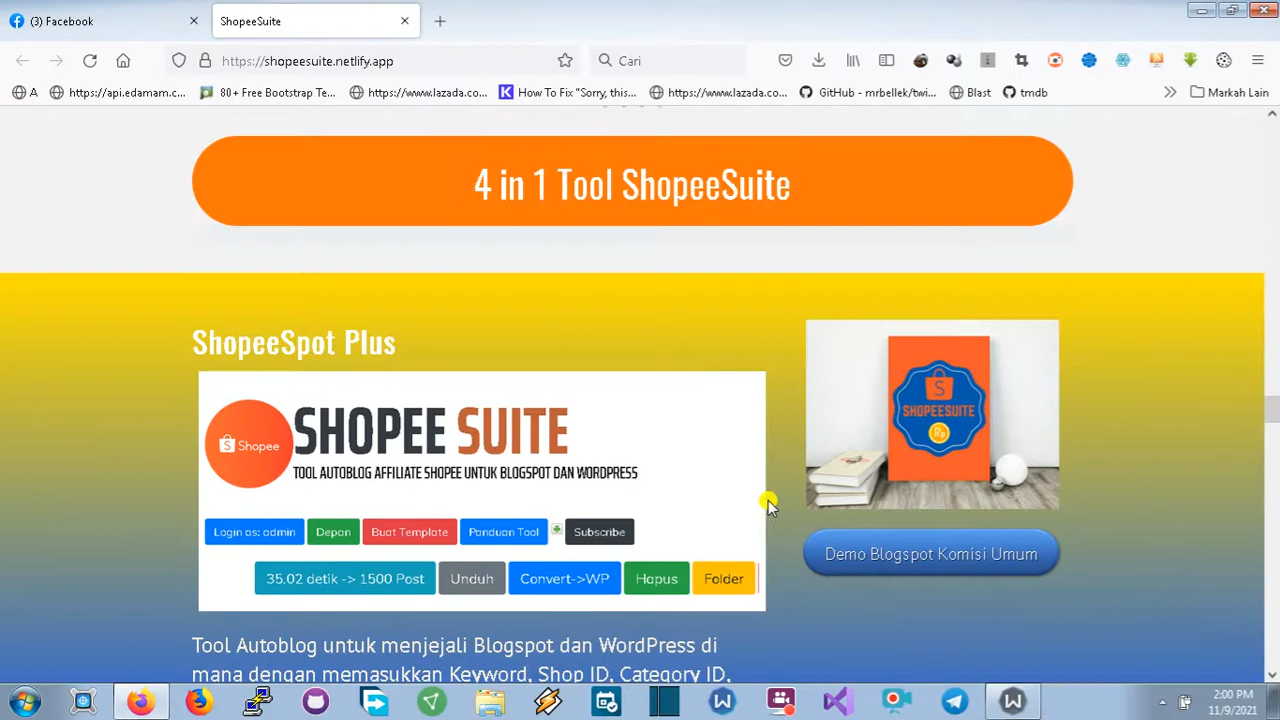 (3) Facebook
ShopeeSuite
https://shopeesuite.netlify.app
Cari
A
https://api.edamam.c...
80+ Free Bootstrap Te...
https://www.lazada.co...
How To Fix "Sorry, this...
https://www.lazada.co...
GitHub - mrbellek/twi...
Blast
tmdb
Markah Lain
4 in 1 Tool ShopeeSuite
ShopeeSpot Plus
Shopee
SHOPEE SUITE
TOOL AUTOBLOG AFFILIATE SHOPEE UNTUK BLOGSPOT DAN WORDPRESS
Login as: admin
Depan
Buat Template
Panduan Tool
Subscribe
35.02 detik -> 1500 Post
Unduh
Convert->WP
Hapus
Folder
SHOPEESUITE
Rp
Demo Blogspot Komisi Umum
Tool Autoblog untuk menjejali Blogspot dan WordPress di
mana dengan memasukkan Keyword, Shop ID, Category ID,
2:00 PM
11/9/2021